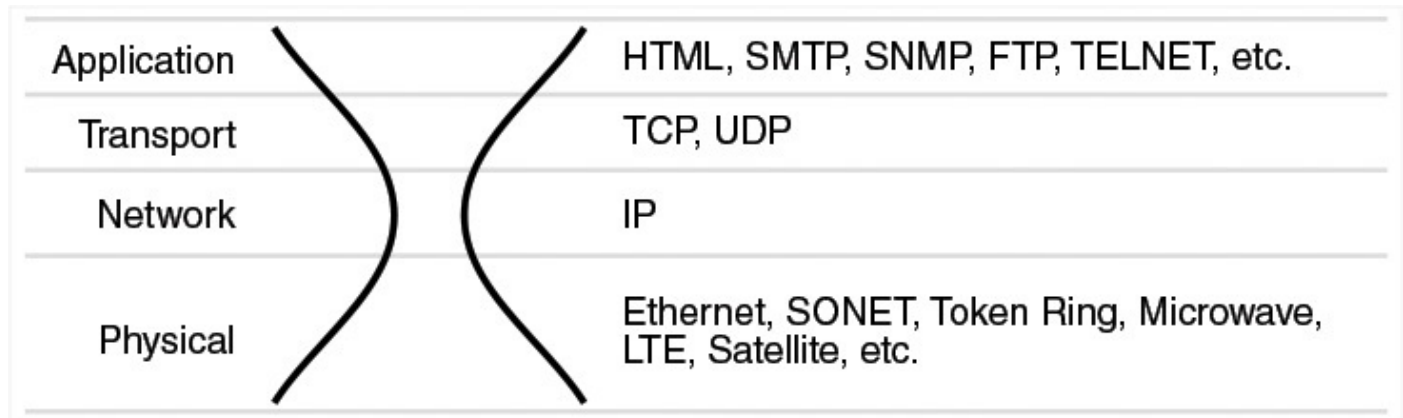 Application HTML, SMTP, SNMP, FTP, TELNET, etc.
Transport TCP, UDP
Network IP
Physical Ethernet, SONET, Token Ring, Microwave,
LTE, Satellite, etc.